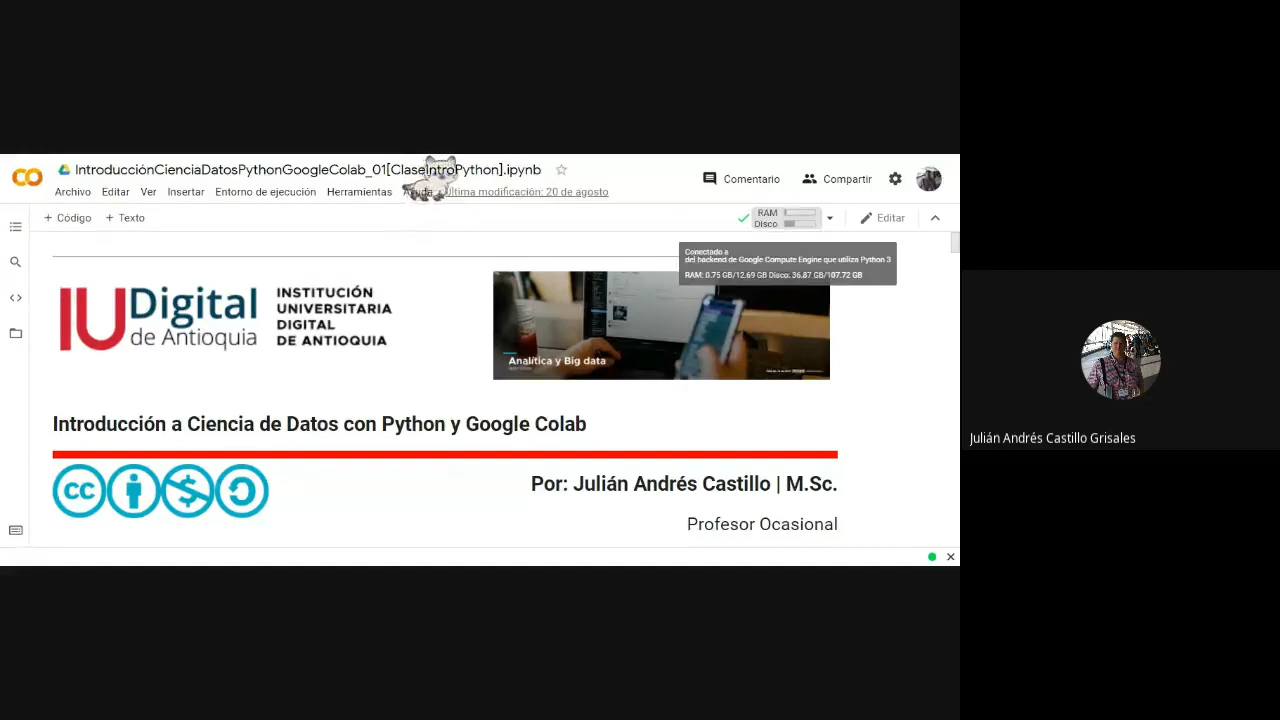 IntroducciónCienciaDatosPythonGoogleColab_01[ClaseIntroPython].ipynb
Archivo Editar Ver Insertar Entorno de ejecución Herramientas Última modificación: 20 de agosto
Comentario Compartir
+ Código + Texto
RAM
Disco
Editar
Conectado a
del backend de Google Compute Engine que utiliza Python 3
RAM: 0.75 GB/12.69 GB Disco: 36.87 GB/107.72 GB
IUDigital
de Antioquia
INSTITUCIÓN
UNIVERSITARIA
DIGITAL
DE ANTIOQUIA
Analítica y Big data
Introducción a Ciencia de Datos con Python y Google Colab
cc
Por: Julián Andrés Castillo | M.Sc.
Profesor Ocasional
Julián Andrés Castillo Grisales